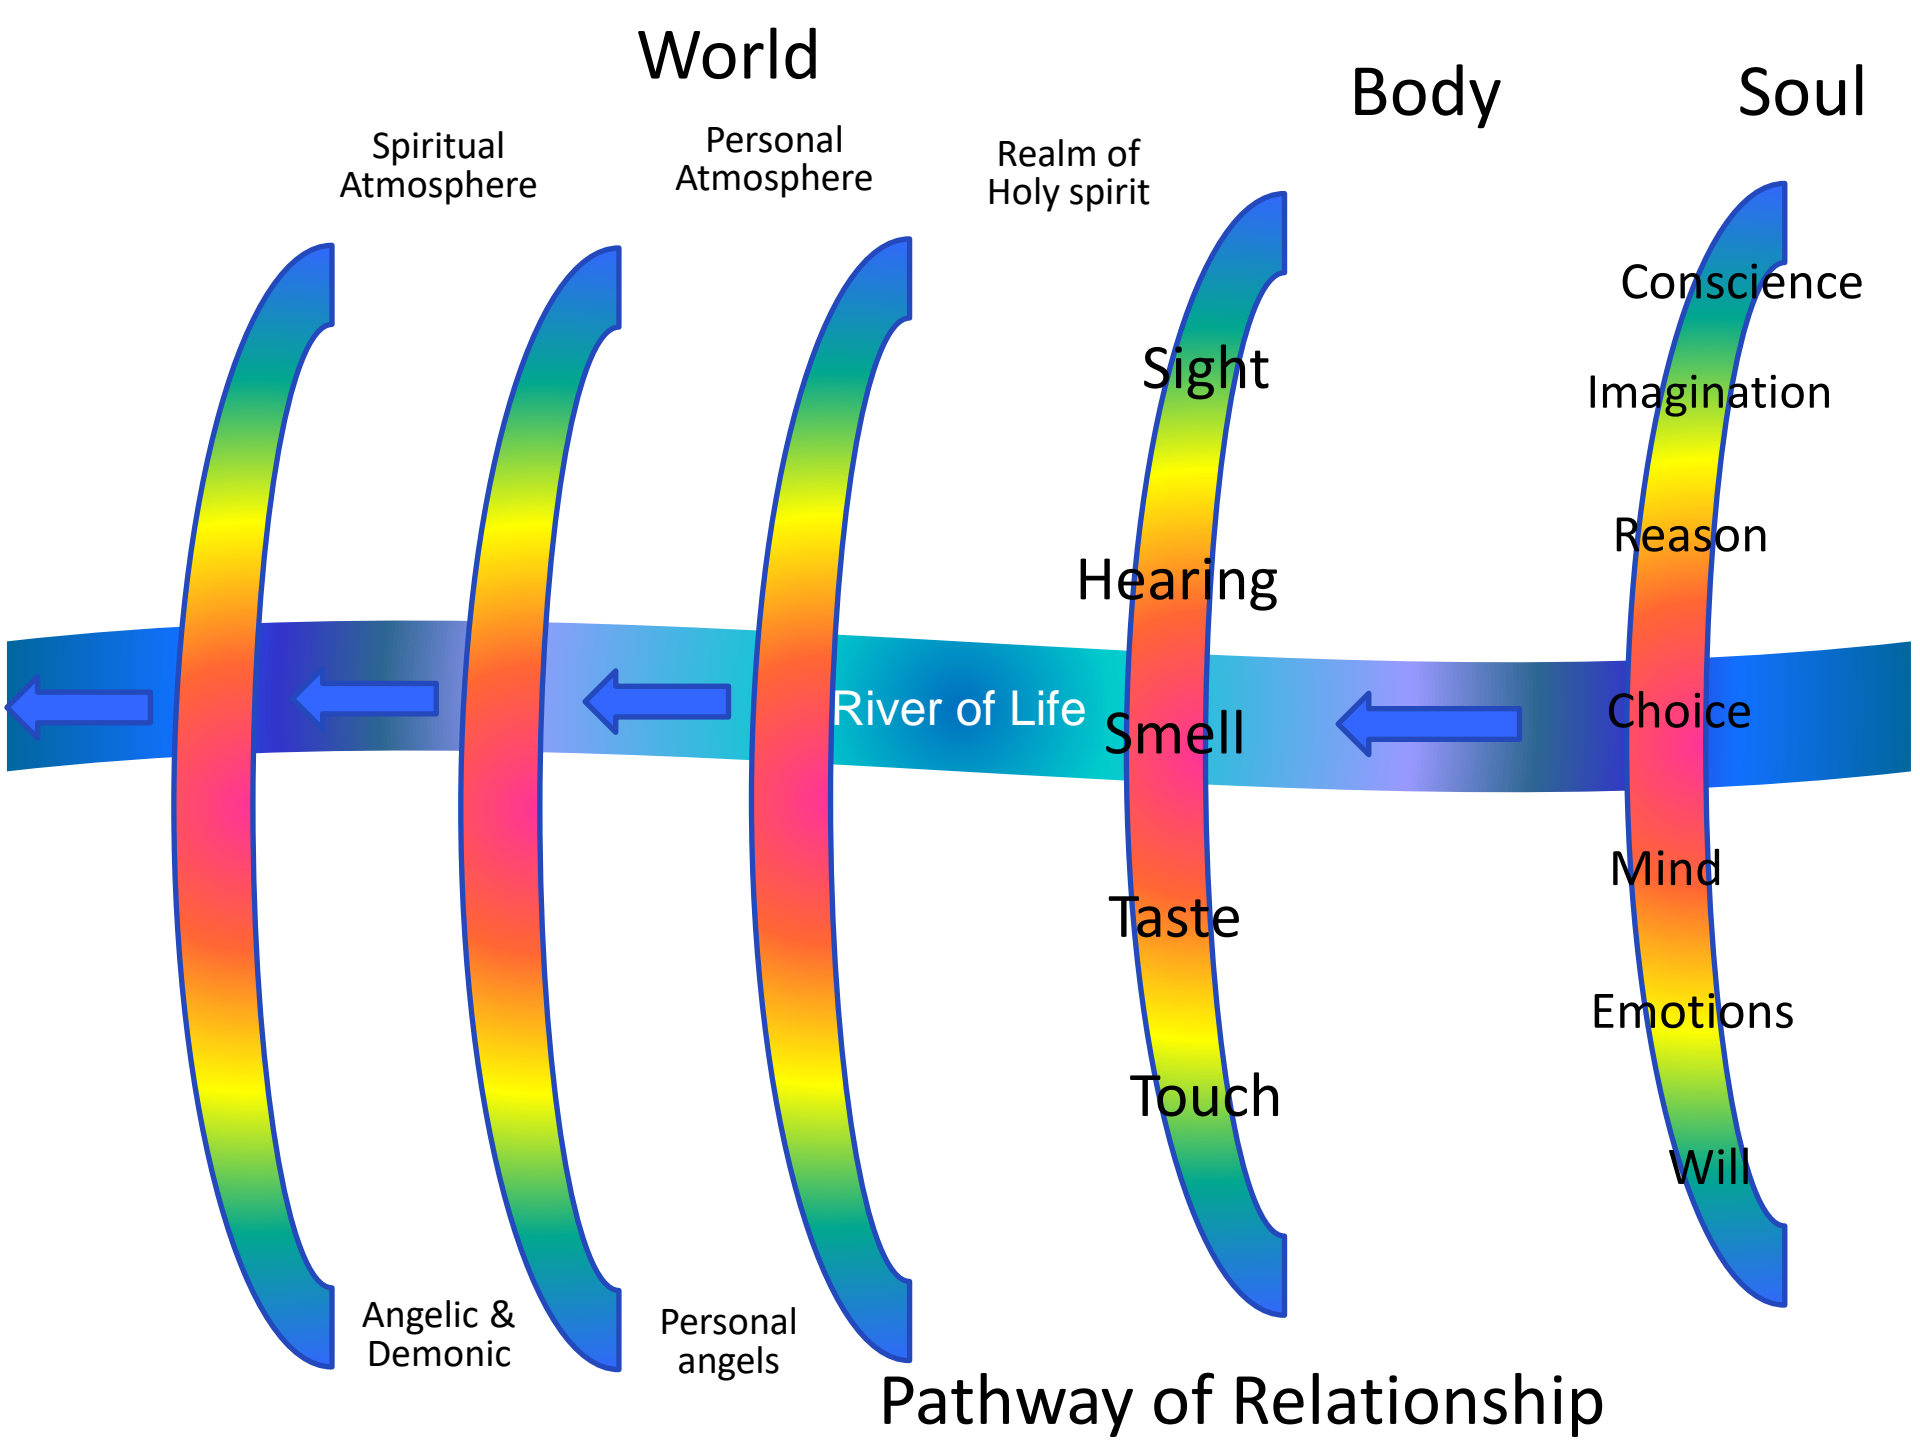 World
Body
Soul
Spiritual
Atmosphere
Personal
Atmosphere
Realm of
Holy spirit
Conscience
Imagination
Reason
Choice
Mind
Emotions
Will
Sight
Hearing
Smell
Taste
Touch
River of Life
Angelic &
Demonic
Personal
angels
Pathway of Relationship